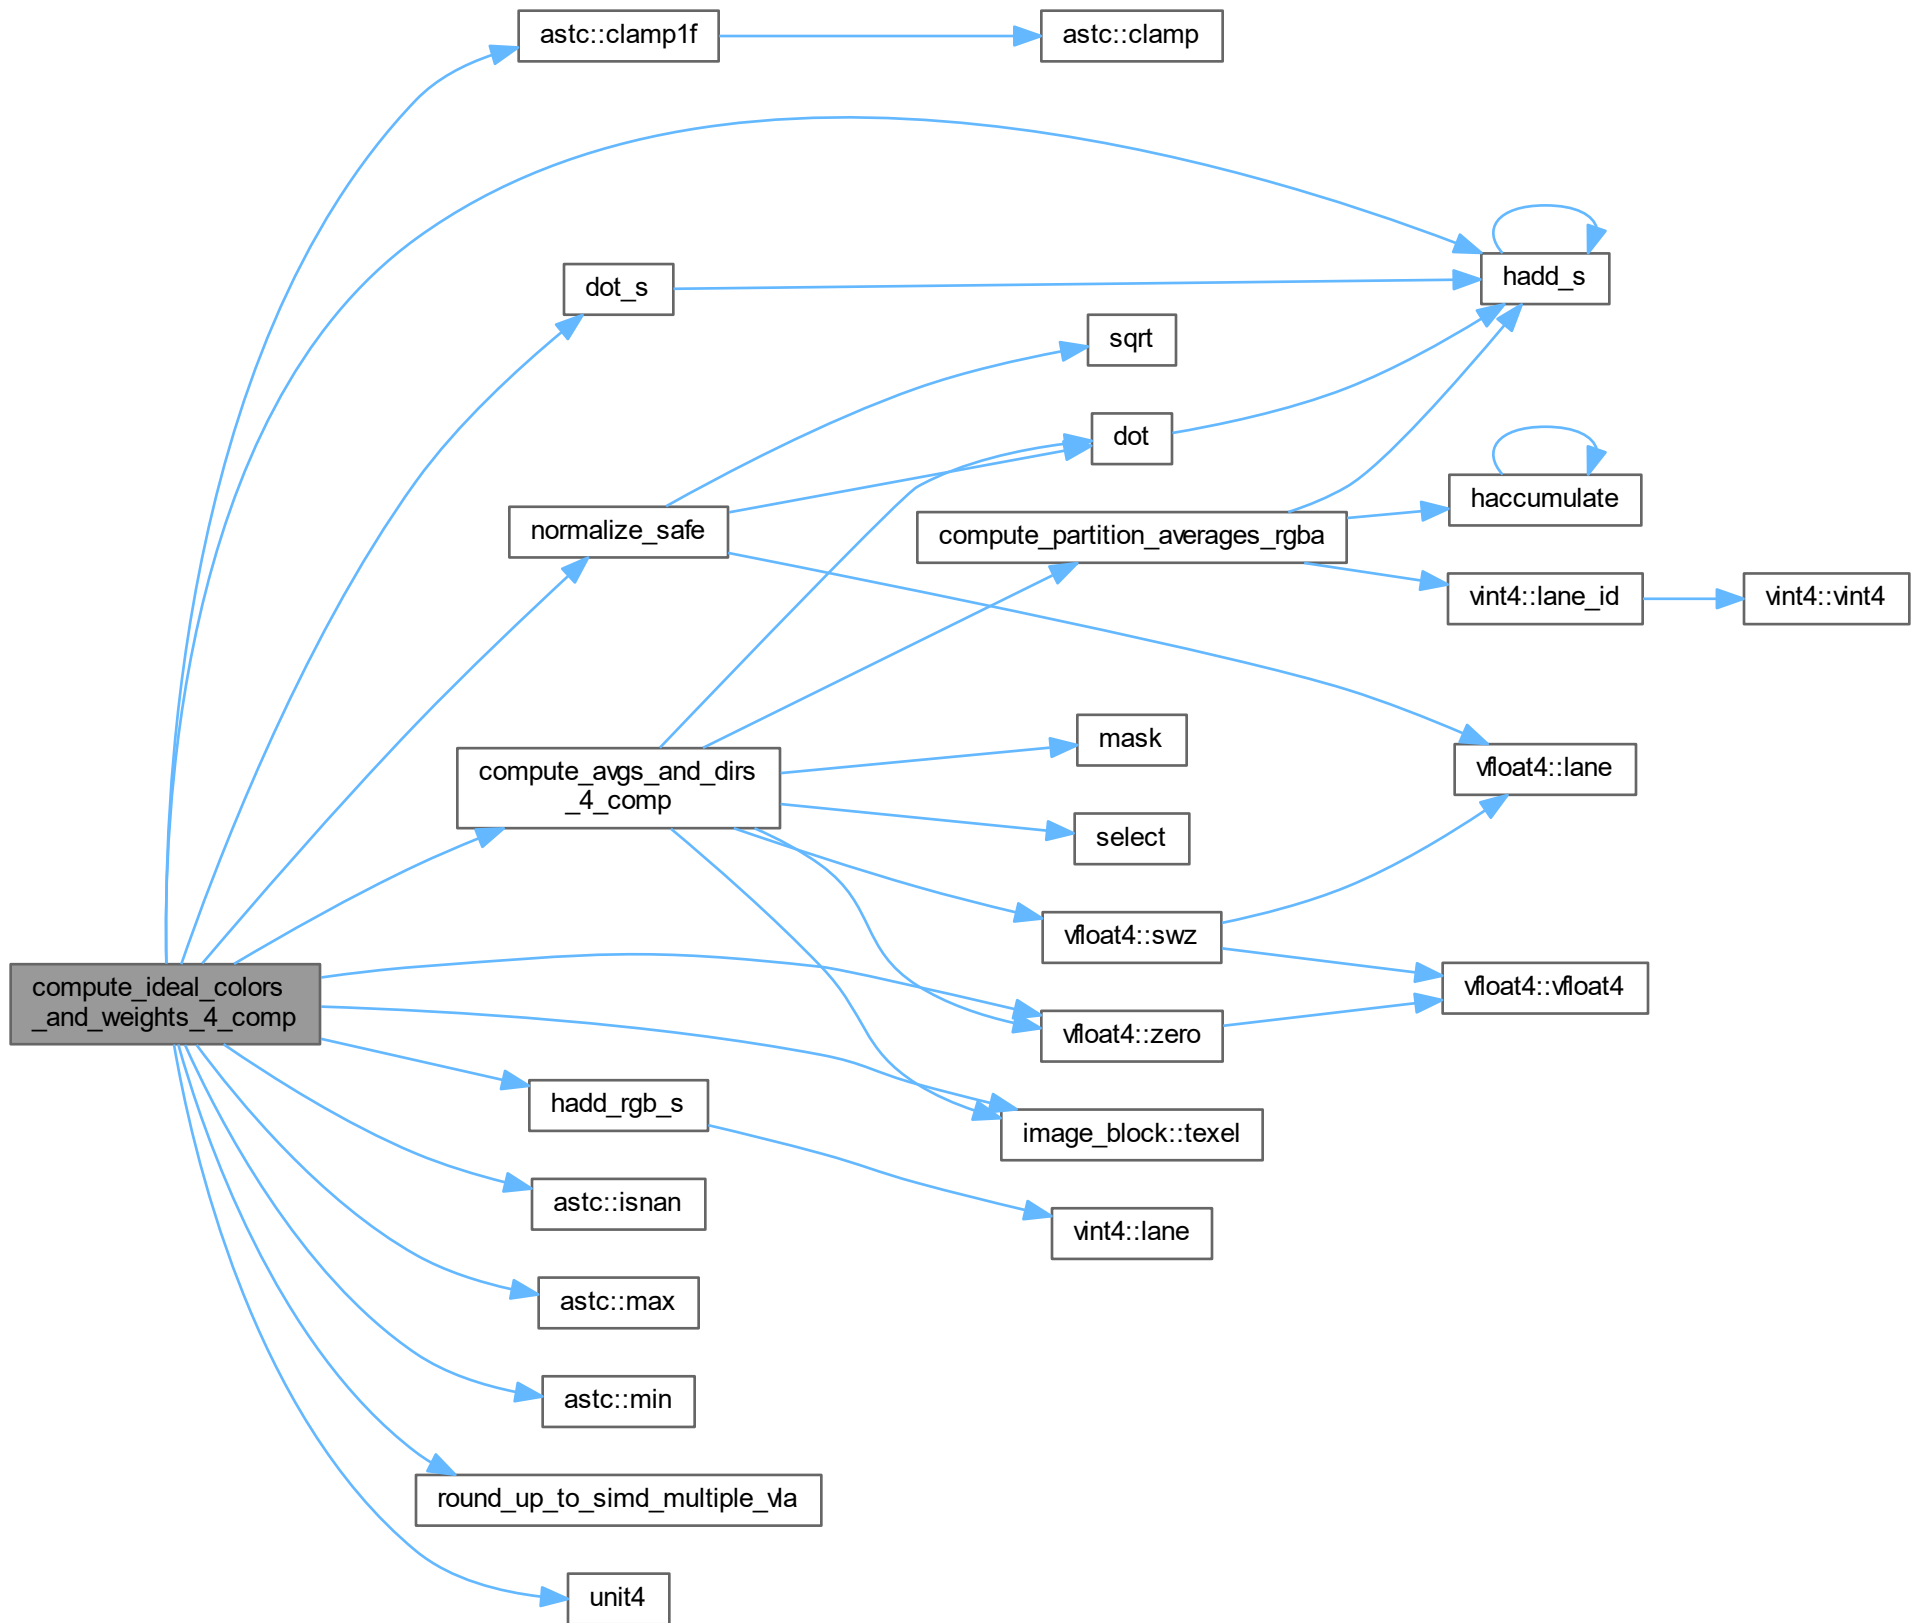 astc::clamp1f
astc::clamp
hadd_s
dot_s
sqrt
dot
haccumulate
normalize_safe
compute_partition_averages_rgba
vint4::lane_id
vint4::vint4
mask
compute_avgs_and_dirs
_4_comp
vfloat4::lane
select
vfloat4::swz
compute_ideal_colors
_and_weights_4_comp
vfloat4::vfloat4
vfloat4::zero
hadd_rgb_s
image_block::texel
astc::isnan
vint4::lane
astc::max
astc::min
round_up_to_simd_multiple_vla
unit4